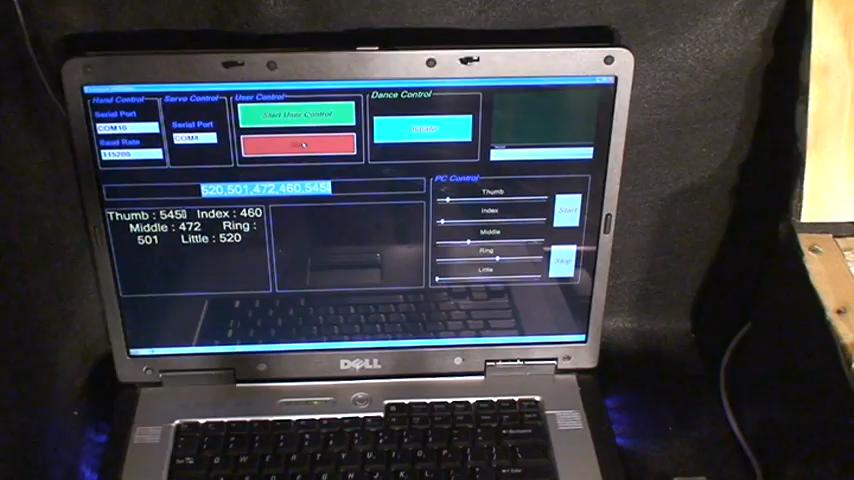 Hand Control
Servo Control
User Control
Dance Control
Serial Port
COM10
Baud Rate
115200
Serial Port
COM4
Start User Control
520,501,472,460,545
Thumb : 545 Index : 460
Middle : 472 Ring :
501 Little : 520
PC Control
Thumb
Index
Middle
Ring
Little
Start
Stop
DELL